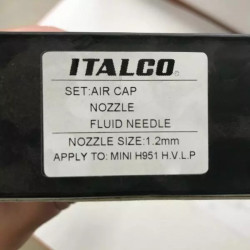 ITALCO
SET:AIR CAP
NOZZLE
FLUID NEEDLE
NOZZLE SIZE:1.2mm
APPLY TO: MINI H951 H.V.L.P